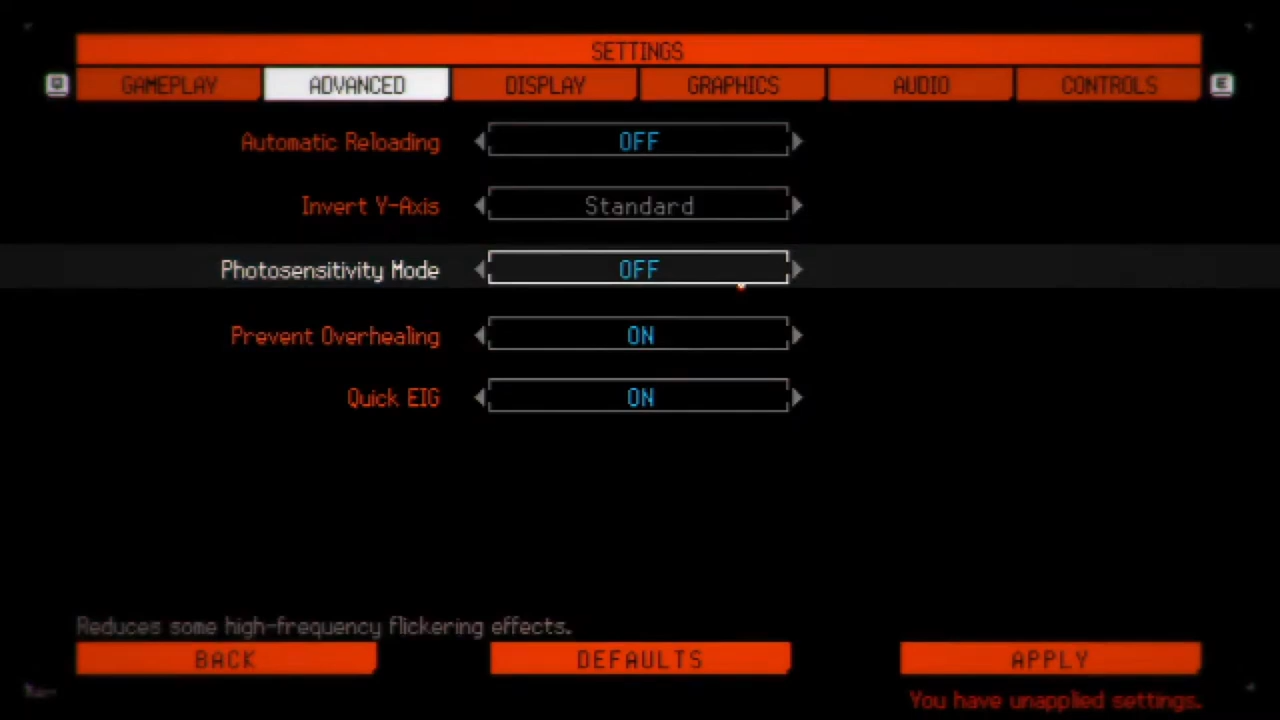 SETTINGS
Q GAMEPLAY ADVANCED DISPLAY GRAPHICS AUDIO CONTROLS E
Automatic Reloading OFF
Invert Y-Axis Standard
Photosensitivity Mode OFF
Prevent Overhealing ON
Quick EIG ON
Reduces some high-frequency flickering effects.
BACK DEFAULTS APPLY
You have unapplied settings.